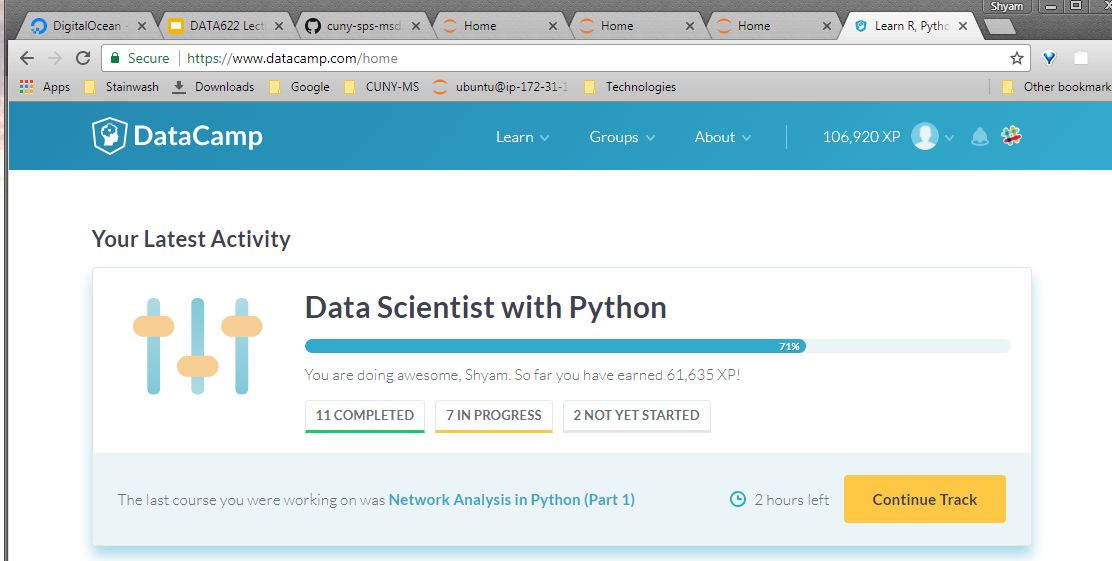 Shyam
DigitalOcean
DATA622 Lect
cuny-sps-msd
Home
Home
Home
Learn R, Pytho
Secure
https://www.datacamp.com/home
Apps
Stainwash
Downloads
Google
CUNY-MS
ubuntu@ip-172-31-1
Technologies
Other bookmark
DataCamp
Learn
Groups
About
106,920 XP
Your Latest Activity
Data Scientist with Python
71%
You are doing awesome, Shyam. So far you have earned 61,635 XP!
11 COMPLETED
7 IN PROGRESS
2 NOT YET STARTED
The last course you were working on was Network Analysis in Python (Part 1)
2 hours left
Continue Track